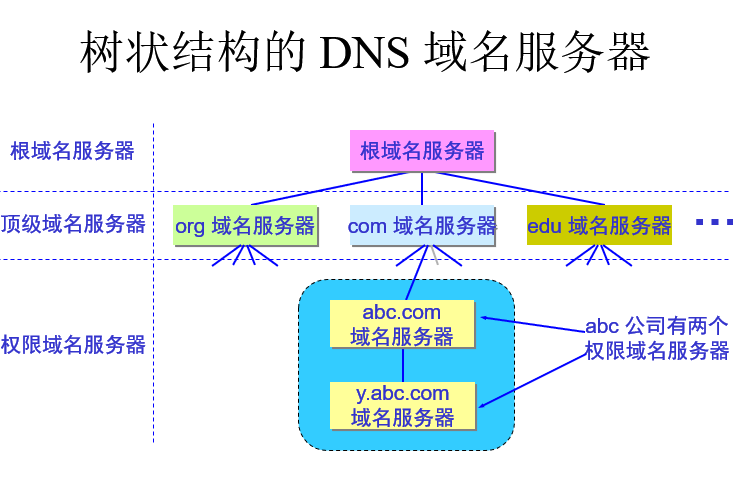 树状结构的 DNS 域名服务器
根域名服务器
根域名服务器
顶级域名服务器
org 域名服务器
com 域名服务器
edu 域名服务器
…
权限域名服务器
abc.com
域名服务器
y.abc.com
域名服务器
abc 公司有两个
权限域名服务器